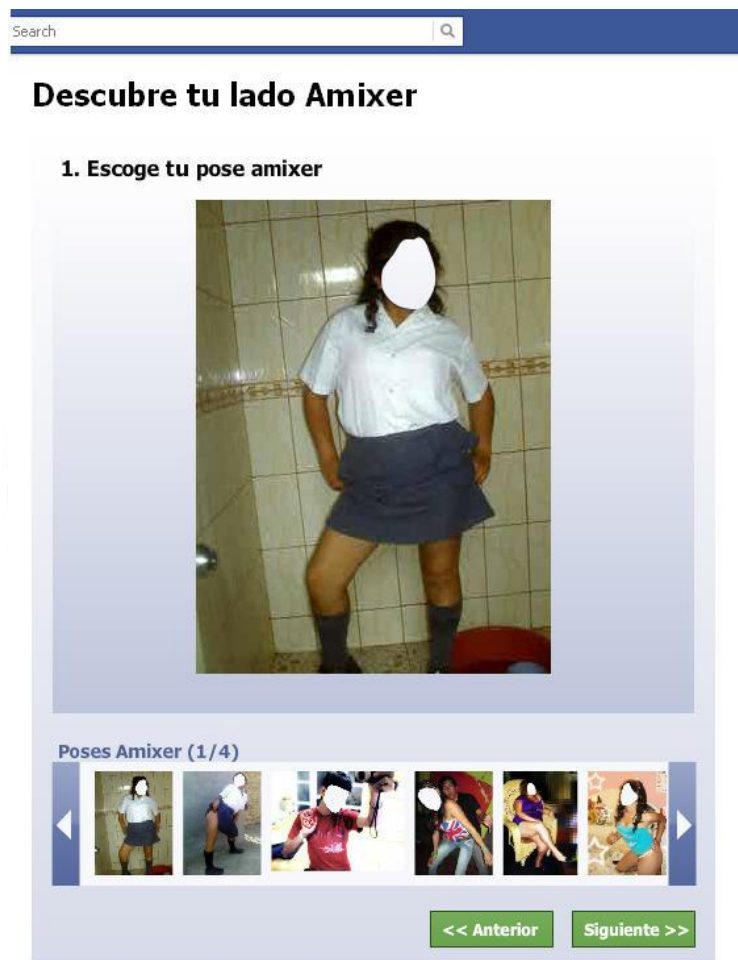 Search
Descubre tu lado Amixer
1. Escoge tu pose amixer
Poses Amixer (1/4)
<< Anterior
Siguiente >>